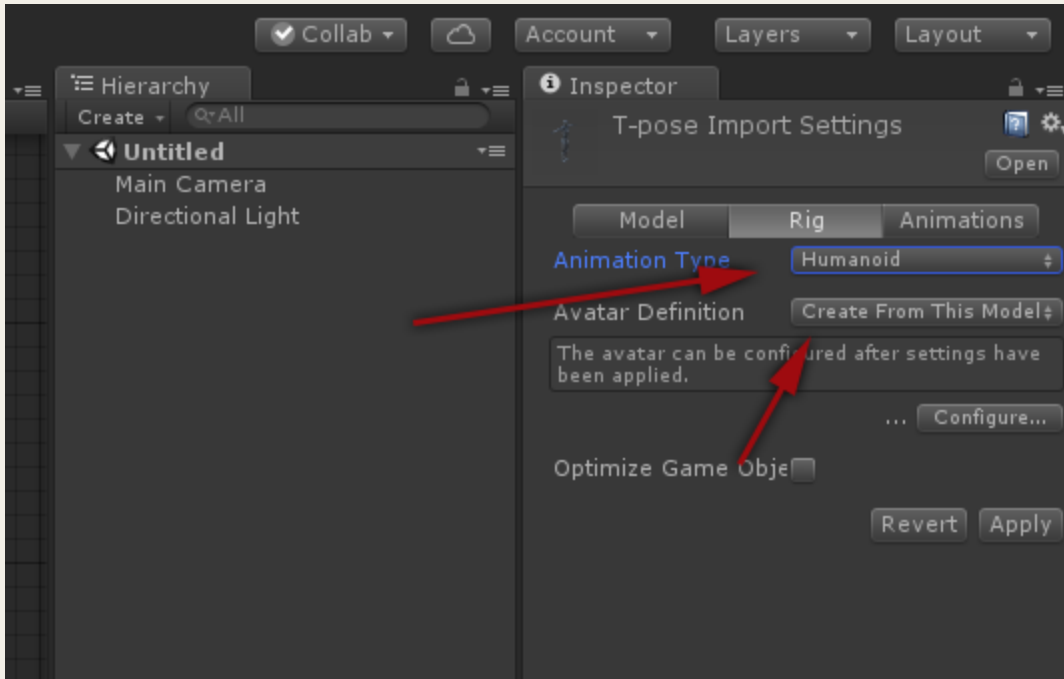 Collab
Account
Layers
Layout
Hierarchy
Inspector
Create
All
T-pose Import Settings
Open
Untitled
Main Camera
Directional Light
Model
Rig
Animations
Animation Type
Humanoid
Avatar Definition
Create From This Model
The avatar can be configured after settings have
been applied.
... Configure...
Optimize Game Obje
Revert
Apply